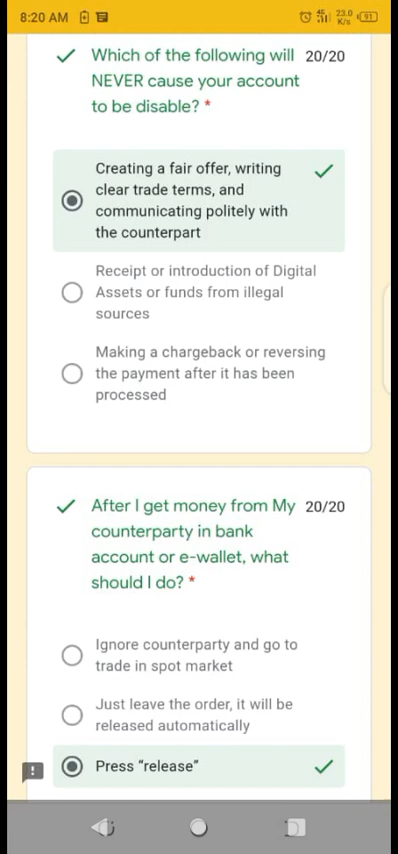 8:20 AM 4G 23.0 K/s 91
Which of the following will 20/20
NEVER cause your account
to be disable? *
Creating a fair offer, writing
clear trade terms, and
communicating politely with
the counterpart
Receipt or introduction of Digital
Assets or funds from illegal
sources
Making a chargeback or reversing
the payment after it has been
processed
After I get money from My 20/20
counterparty in bank
account or e-wallet, what
should I do? *
Ignore counterparty and go to
trade in spot market
Just leave the order, it will be
released automatically
Press “release”